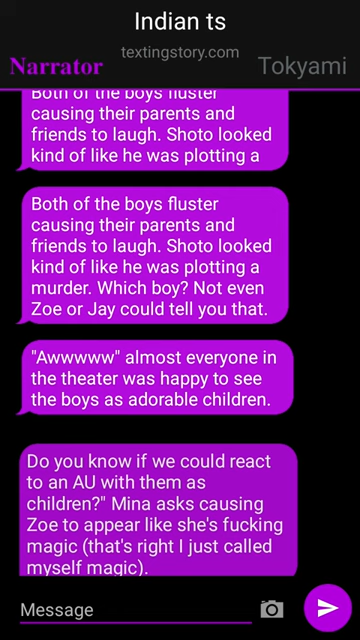 Indian ts
textingstory.com
Narrator
Tokyami
Both of the boys fluster
causing their parents and
friends to laugh. Shoto looked
kind of like he was plotting a
Both of the boys fluster
causing their parents and
friends to laugh. Shoto looked
kind of like he was plotting a
murder. Which boy? Not even
Zoe or Jay could tell you that.
"Awwwww" almost everyone in
the theater was happy to see
the boys as adorable children.
Do you know if we could react
to an AU with them as
children?" Mina asks causing
Zoe to appear like she's fucking
magic (that's right I just called
myself magic).
Message